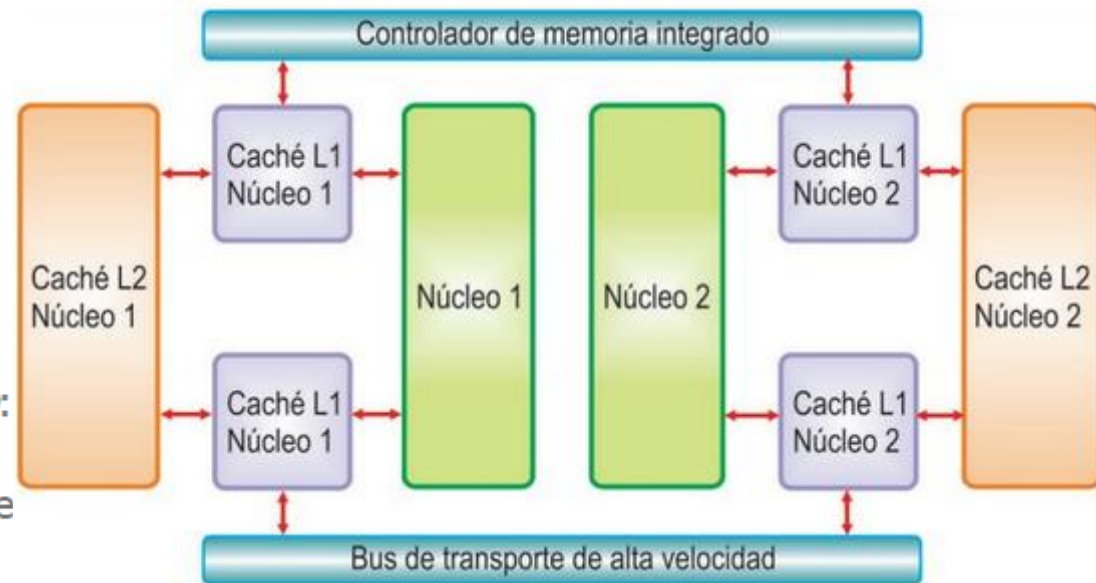 Controlador de memoria integrado
Caché L1
Núcleo 1
Caché L1
Núcleo 2
Caché L2
Núcleo 1
Núcleo 1
Núcleo 2
Caché L2
Núcleo 2
Caché L1
Núcleo 1
Caché L1
Núcleo 2
Bus de transporte de alta velocidad